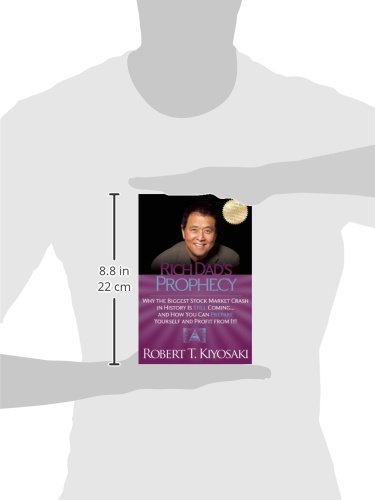 8.8 in
22 cm
RICH DAD'S
PROPHECY
WHY THE BIGGEST STOCK MARKET CRASH
IN HISTORY IS STILL COMING...
AND HOW YOU CAN PREPARE
YOURSELF AND PROFIT FROM IT!
ROBERT T. KIYOSAKI